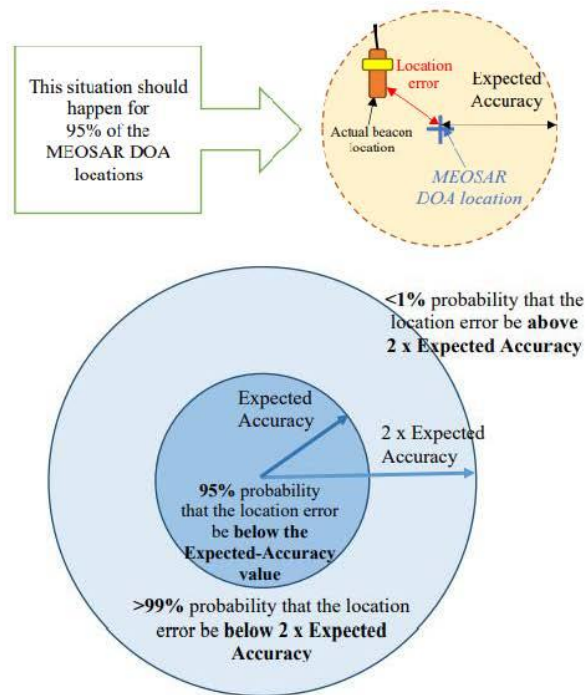 This situation should
happen for
95% of the
MEOSAR DOA
locations
Location
error
Expected
Accuracy
Actual beacon
location
MEOSAR
DOA location
<1% probability that the
location error be above
2 x Expected Accuracy
Expected
Accuracy
2 x Expected
Accuracy
95% probability
that the location error
be below the
Expected-Accuracy
value
>99% probability that the location
error be below 2 x Expected
Accuracy